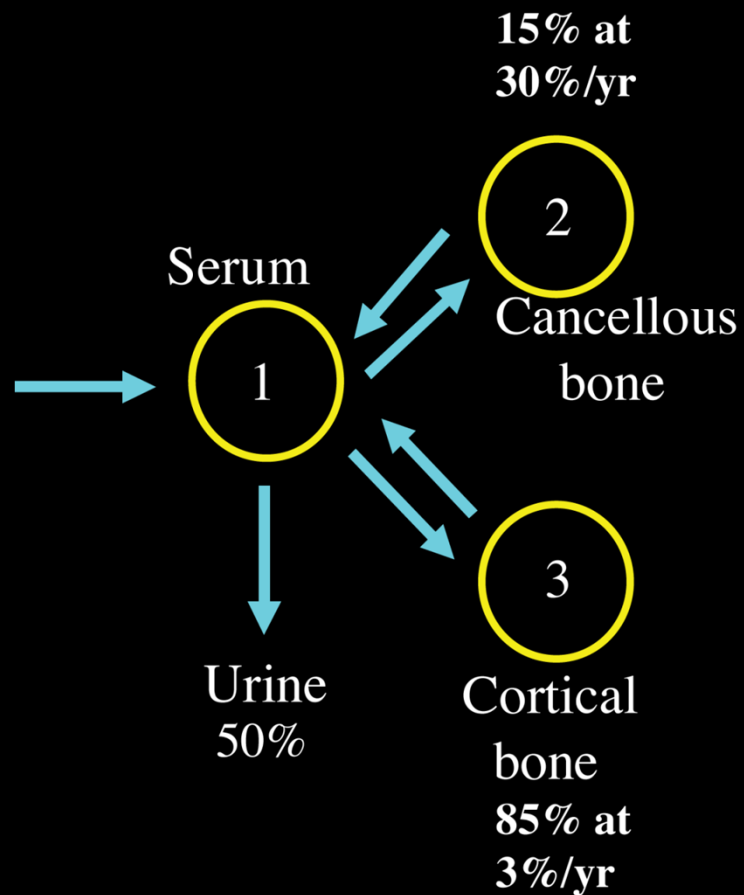 15% at
30%/yr
2
Cancellous
bone
Serum
1
Urine
50%
3
Cortical
bone
85% at
3%/yr